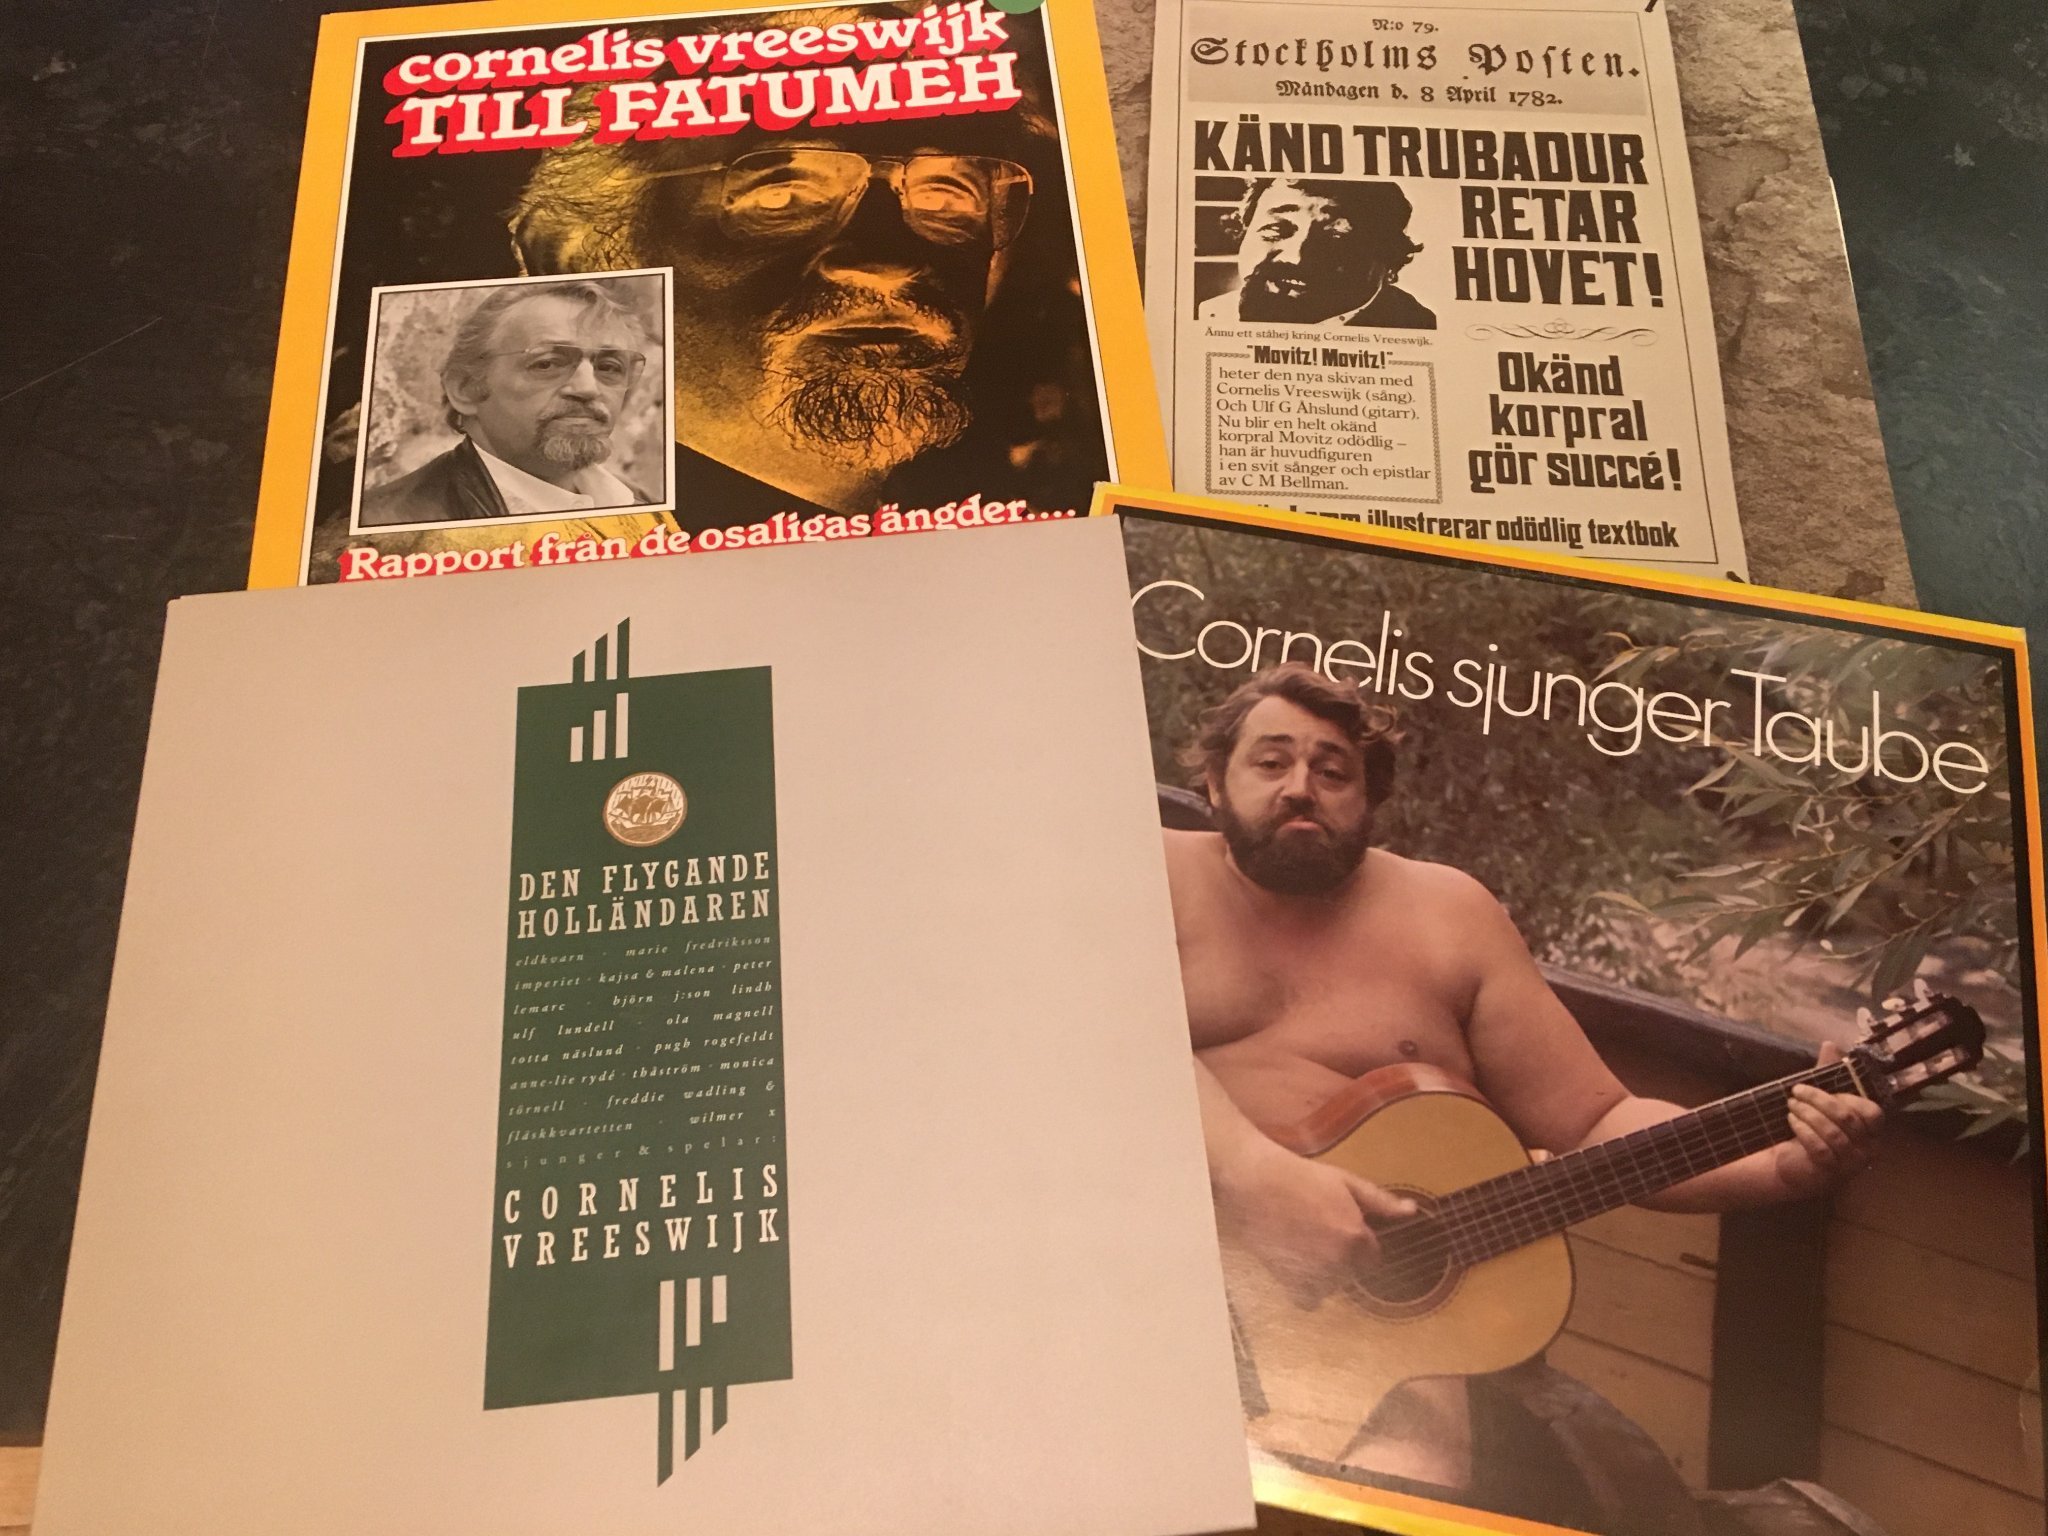 cornelis vreeswijk
TILL FATUMEH
Rapport från de osaligas ängder....
N:o 79.
Stockholms Posten.
Måndagen d. 8 April 1782.
KÄND TRUBADUR
RETAR
HOVET!
Ännu ett ståhej kring Cornelis Vreeswijk.
"Movitz! Movitz!"
heter den nya skivan med
Cornelis Vreeswijk (sång).
Och Ulf G Åhslund (gitarr).
Nu blir en helt okänd
korpral Movitz odödlig –
han är huvudfiguren
i en svit sånger och epistlar
av C M Bellman.
Okänd
korpral
gör succé!
illustrerar odödlig textbok
DEN FLYGANDE
HOLLÄNDAREN
eldkvarn · marie fredriksson
imperiet · kajsa & malena · peter
lemarc · björn j:son lindh
ulf lundell · ola magnell
totta näslund · pugh rogefeldt
anne-lie rydé · thåström · monica
törnell · freddie wadling &
fläskkvartetten · wilmer x
sjunger & spelar:
CORNELIS
VREESWIJK
Cornelis sjunger Taube